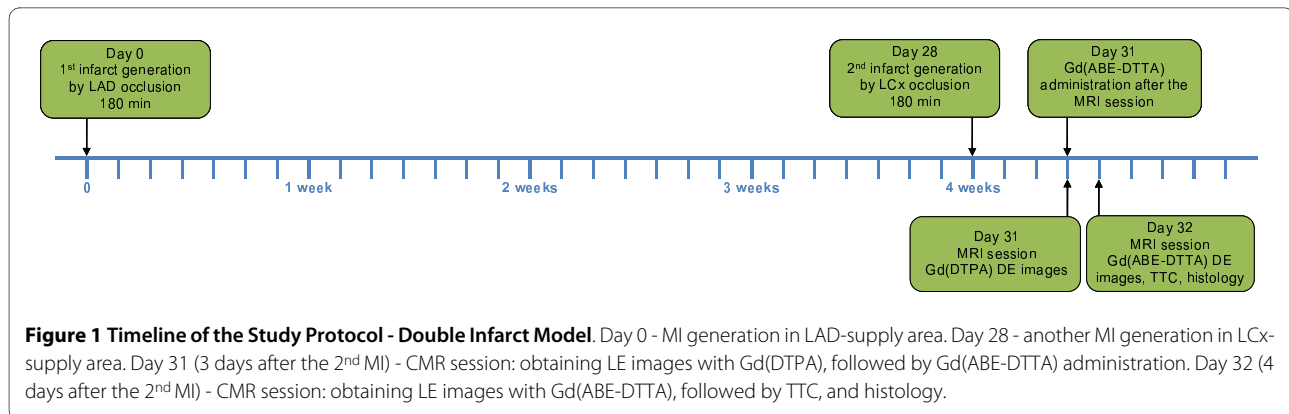 Day 0
1st infarct generation
by LAD occlusion
180 min
Day 28
2nd infarct generation
by LCx occlusion
180 min
Day 31
Gd(ABE-DTTA)
administration after the
MRI session
0
1 week
2 weeks
3 weeks
4 weeks
Day 31
MRI session
Gd(DTPA) DE images
Day 32
MRI session
Gd(ABE-DTTA) DE
images, TTC, histology
Figure 1 Timeline of the Study Protocol - Double Infarct Model. Day 0 - MI generation in LAD-supply area. Day 28 - another MI generation in LCx-
supply area. Day 31 (3 days after the 2nd MI) - CMR session: obtaining LE images with Gd(DTPA), followed by Gd(ABE-DTTA) administration. Day 32 (4
days after the 2nd MI) - CMR session: obtaining LE images with Gd(ABE-DTTA), followed by TTC, and histology.